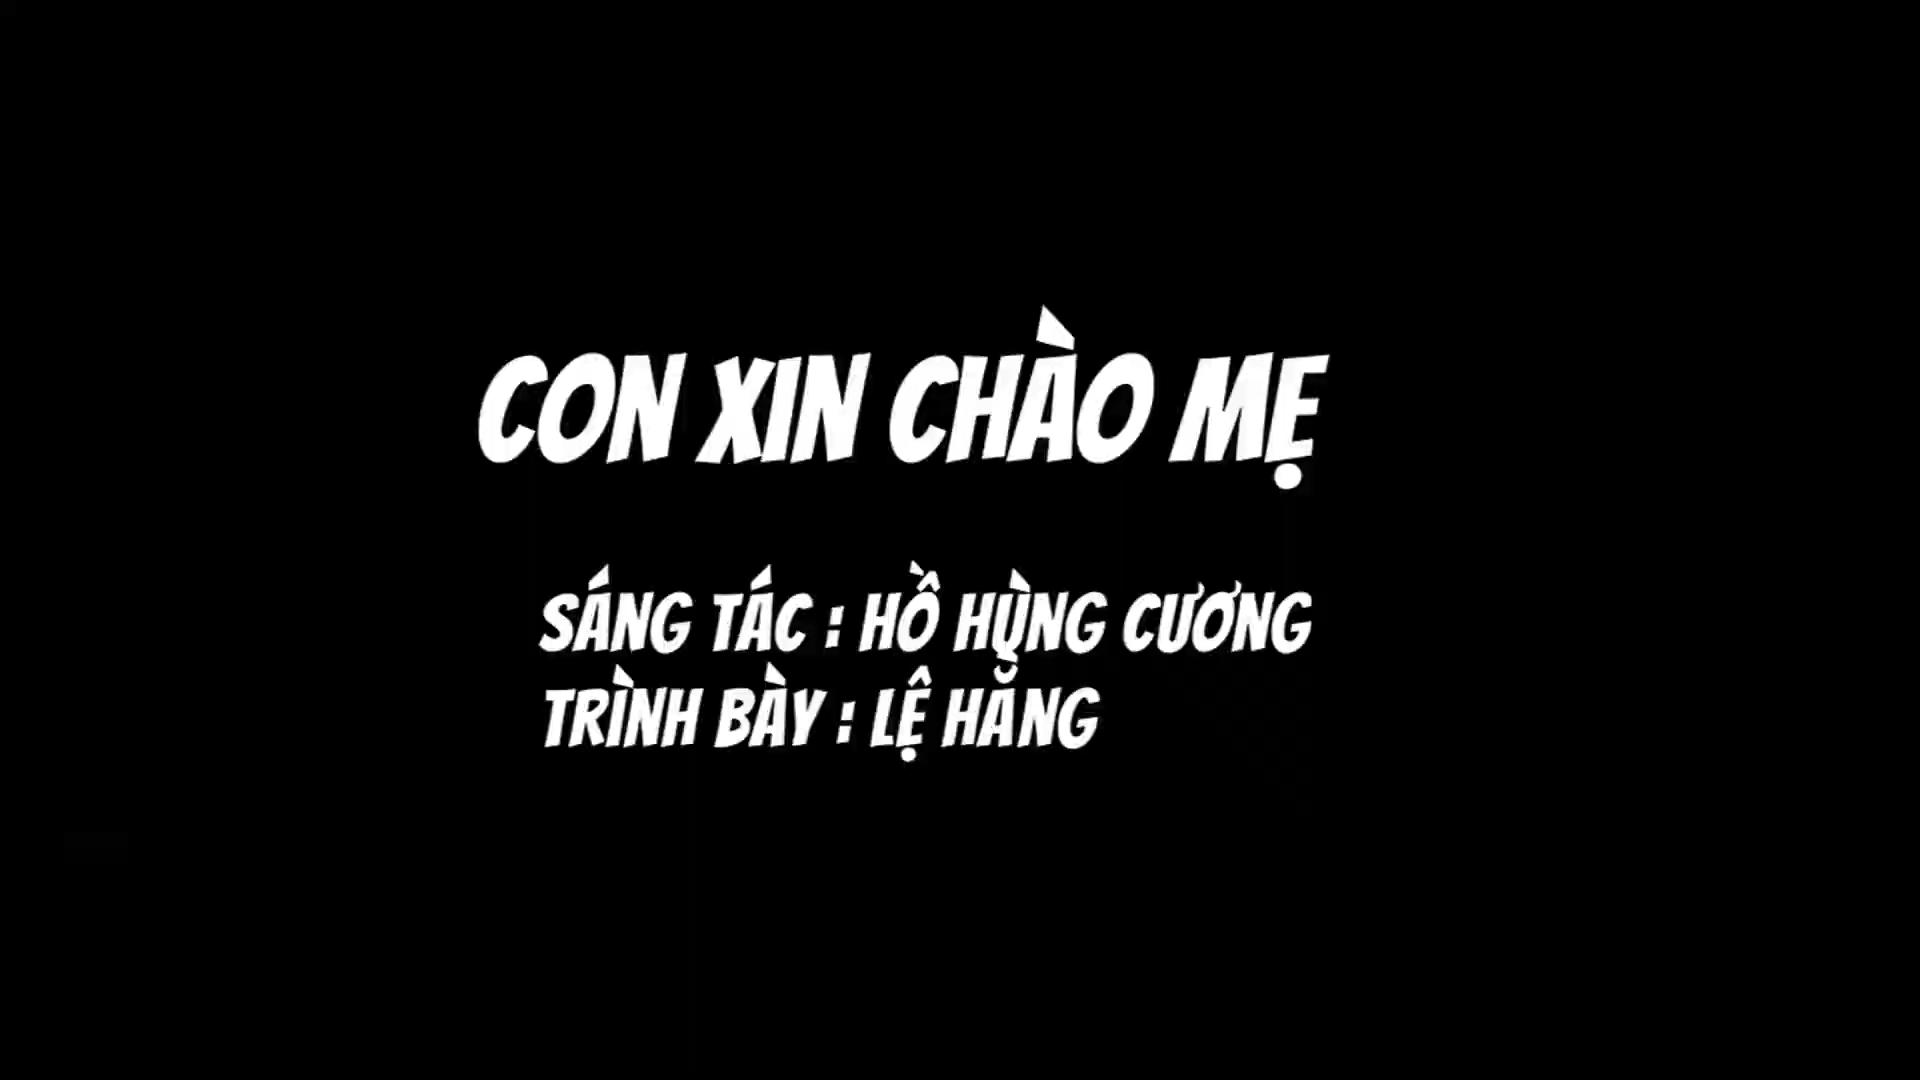 CON XIN CHÀO MẸ
SÁNG TÁC : HỒ HÙNG CƯƠNG
TRÌNH BÀY : LỆ HẰNG